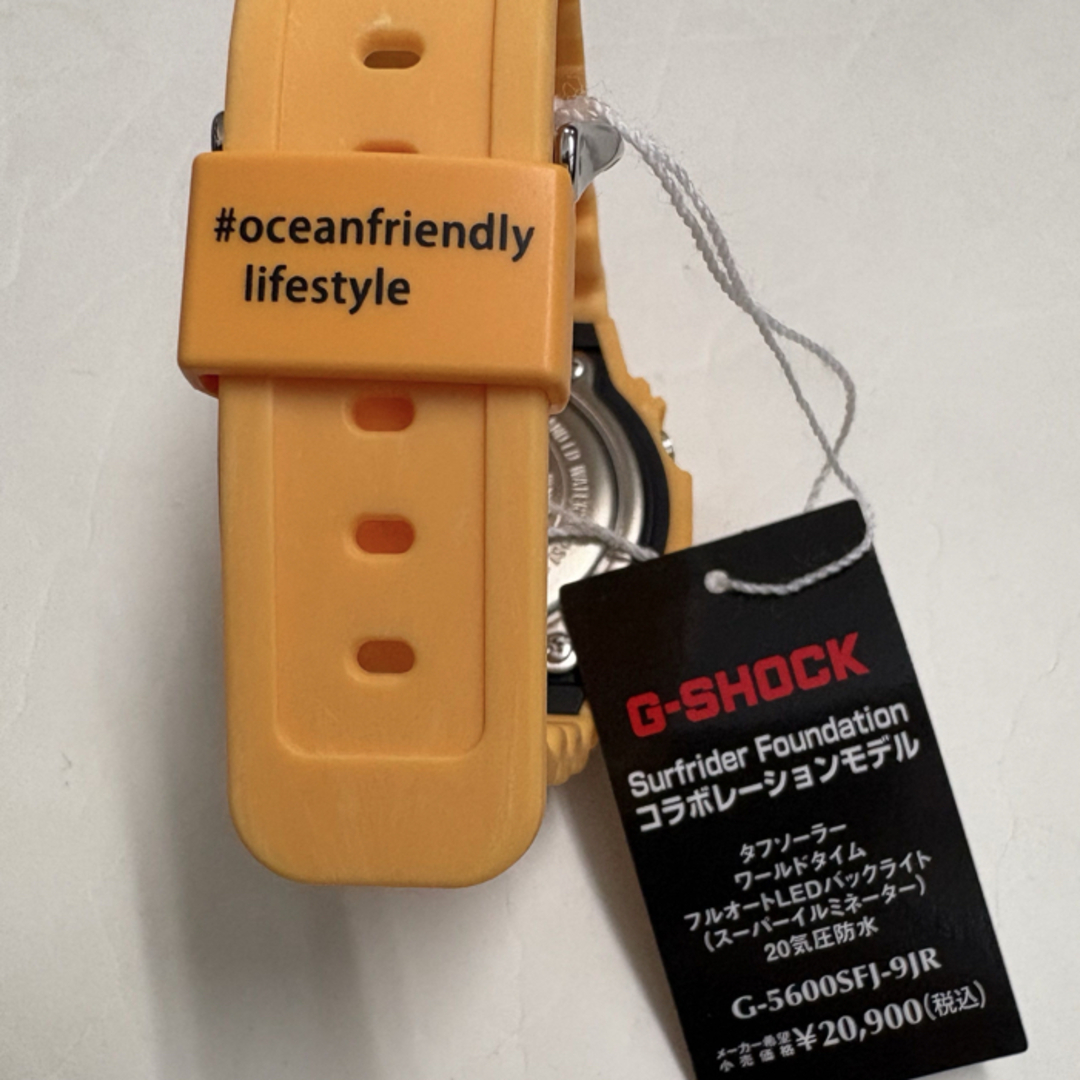 #oceanfriendly
lifestyle
G-SHOCK
Surfrider Foundation
コラボレーションモデル
タフソーラー
ワールドタイム
フルオートLEDバックライト
(スーパーイルミネーター)
20気圧防水
G-5600SFJ-9JR
メーカー希望小売価格 ¥20,900(税込)